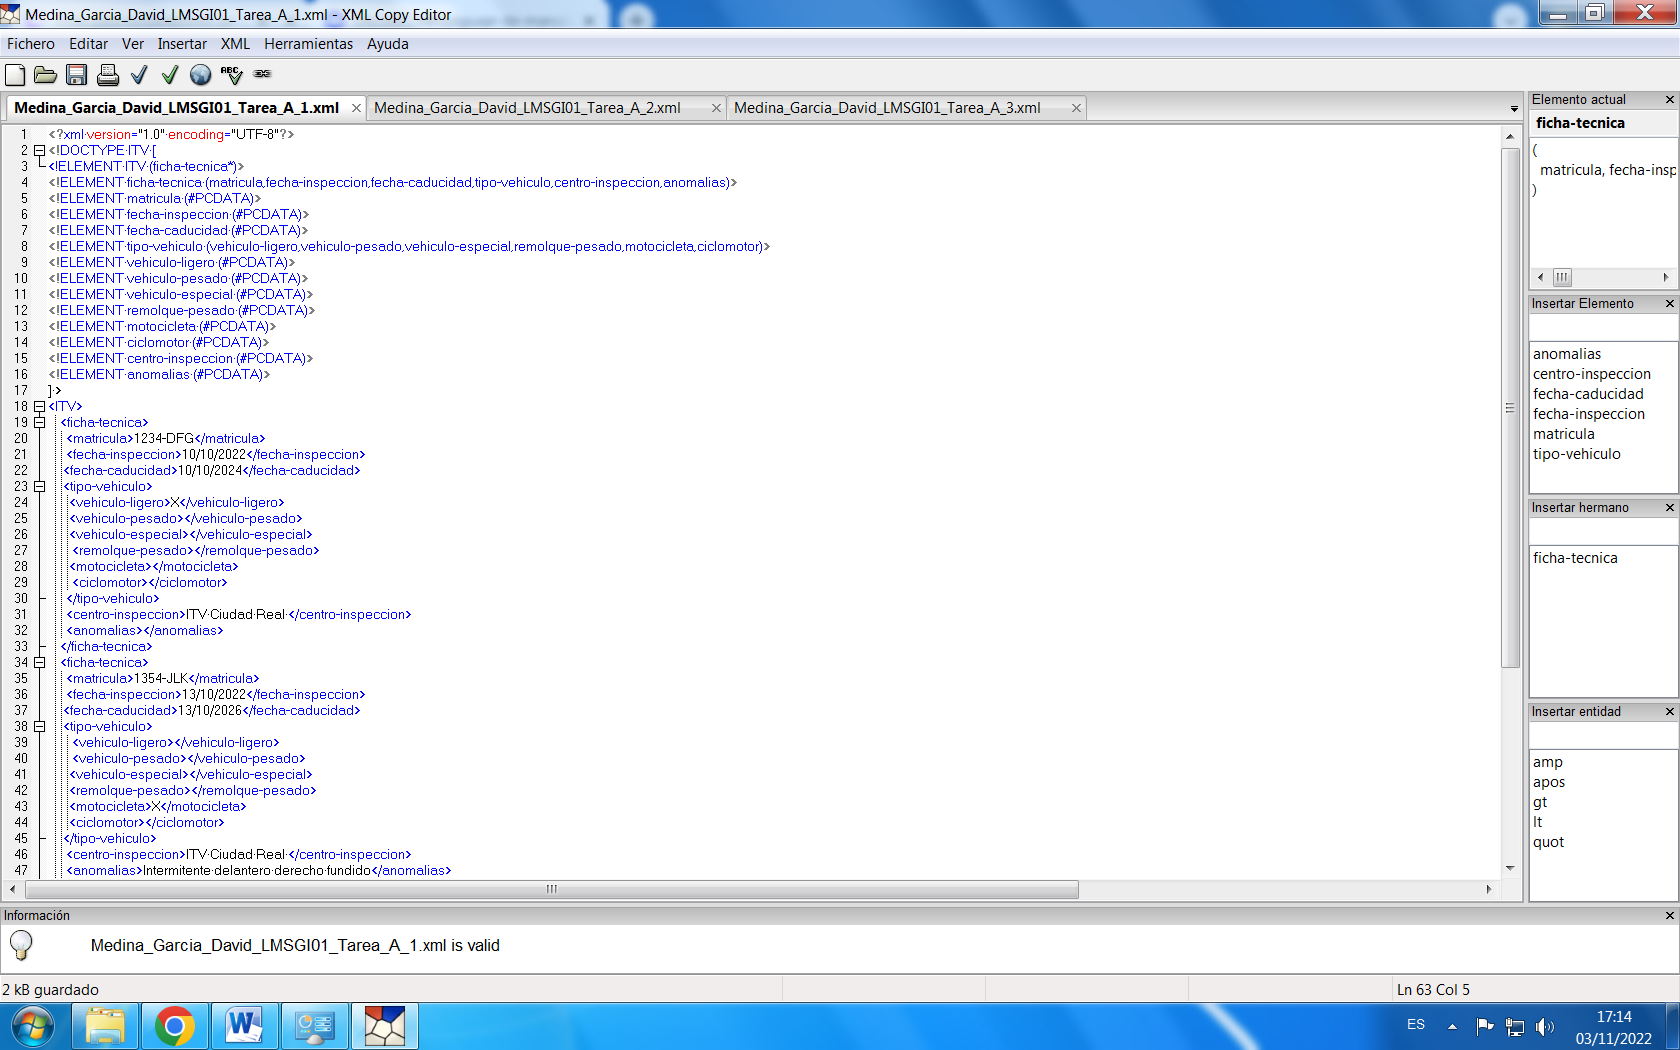 Medina_Garcia_David_LMSGI01_Tarea_A_1.xml - XML Copy Editor
Fichero Editar Ver Insertar XML Herramientas Ayuda
ABC
Medina_Garcia_David_LMSGI01_Tarea_A_1.xml Medina_Garcia_David_LMSGI01_Tarea_A_2.xml Medina_Garcia_David_LMSGI01_Tarea_A_3.xml
1 <?xml version="1.0" encoding="UTF-8"?>
2 <!DOCTYPE ITV [
3 <!ELEMENT ITV (ficha-tecnica*)>
4 <!ELEMENT ficha-tecnica (matricula,fecha-inspeccion,fecha-caducidad,tipo-vehiculo,centro-inspeccion,anomalias)>
5 <!ELEMENT matricula (#PCDATA)>
6 <!ELEMENT fecha-inspeccion (#PCDATA)>
7 <!ELEMENT fecha-caducidad (#PCDATA)>
8 <!ELEMENT tipo-vehiculo (vehiculo-ligero,vehiculo-pesado,vehiculo-especial,remolque-pesado,motocicleta,ciclomotor)>
9 <!ELEMENT vehiculo-ligero (#PCDATA)>
10 <!ELEMENT vehiculo-pesado (#PCDATA)>
11 <!ELEMENT vehiculo-especial (#PCDATA)>
12 <!ELEMENT remolque-pesado (#PCDATA)>
13 <!ELEMENT motocicleta (#PCDATA)>
14 <!ELEMENT ciclomotor (#PCDATA)>
15 <!ELEMENT centro-inspeccion (#PCDATA)>
16 <!ELEMENT anomalias (#PCDATA)>
17 ] >
18 <ITV>
19 <ficha-tecnica>
20 <matricula>1234-DFG</matricula>
21 <fecha-inspeccion>10/10/2022</fecha-inspeccion>
22 <fecha-caducidad>10/10/2024</fecha-caducidad>
23 <tipo-vehiculo>
24 <vehiculo-ligero>X</vehiculo-ligero>
25 <vehiculo-pesado></vehiculo-pesado>
26 <vehiculo-especial></vehiculo-especial>
27 <remolque-pesado></remolque-pesado>
28 <motocicleta></motocicleta>
29 <ciclomotor></ciclomotor>
30 </tipo-vehiculo>
31 <centro-inspeccion>ITV Ciudad Real </centro-inspeccion>
32 <anomalias></anomalias>
33 </ficha-tecnica>
34 <ficha-tecnica>
35 <matricula>1354-JLK</matricula>
36 <fecha-inspeccion>13/10/2022</fecha-inspeccion>
37 <fecha-caducidad>13/10/2026</fecha-caducidad>
38 <tipo-vehiculo>
39 <vehiculo-ligero></vehiculo-ligero>
40 <vehiculo-pesado></vehiculo-pesado>
41 <vehiculo-especial></vehiculo-especial>
42 <remolque-pesado></remolque-pesado>
43 <motocicleta>X</motocicleta>
44 <ciclomotor></ciclomotor>
45 </tipo-vehiculo>
46 <centro-inspeccion>ITV Ciudad Real </centro-inspeccion>
47 <anomalias>Intermitente delantero derecho fundido</anomalias>
Elemento actual
ficha-tecnica
(
matricula, fecha-insp
)
Insertar Elemento
anomalias
centro-inspeccion
fecha-caducidad
fecha-inspeccion
matricula
tipo-vehiculo
Insertar hermano
ficha-tecnica
Insertar entidad
amp
apos
gt
lt
quot
Información
Medina_Garcia_David_LMSGI01_Tarea_A_1.xml is valid
2 kB guardado
Ln 63 Col 5
W
ES
17:14
03/11/2022